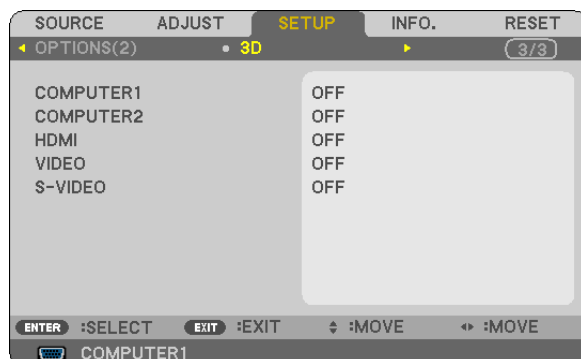 SOURCE ADJUST SETUP INFO. RESET
OPTIONS(2) • 3D 3/3
COMPUTER1 OFF
COMPUTER2 OFF
HDMI OFF
VIDEO OFF
S-VIDEO OFF
ENTER :SELECT EXIT :EXIT :MOVE :MOVE
COMPUTER1